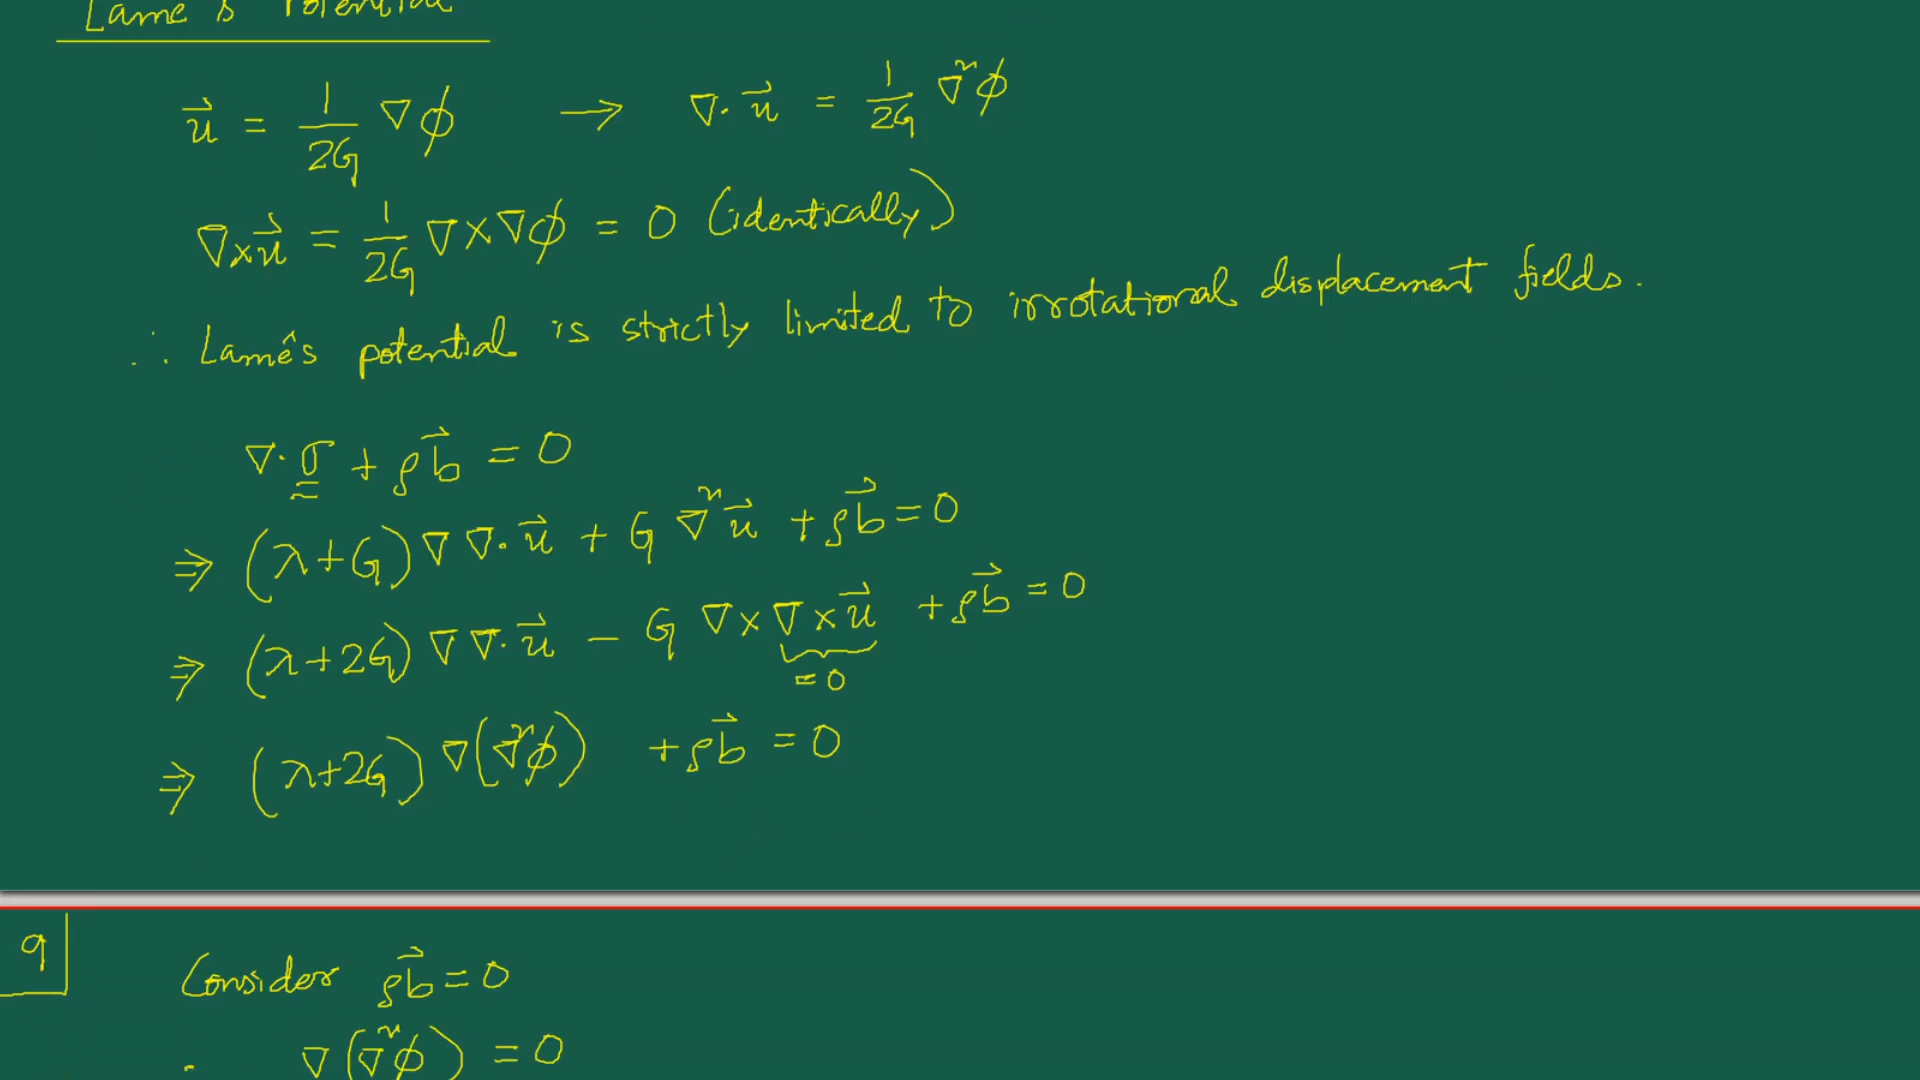 Lamé's Potential
u⃗ = 1/2G ∇ϕ → ∇·u⃗ = 1/2G ∇²ϕ
∇×u⃗ = 1/2G ∇×∇ϕ = 0 (identically)
∴ Lamê's potential is strictly limited to irrotational displacement fields.
∇·σ + ρb⃗ = 0
⇒ (λ+G)∇∇·u⃗ + G∇²u⃗ + ρb⃗ = 0
⇒ (λ+2G)∇∇·u⃗ − G∇×∇×u⃗ + ρb⃗ = 0
= 0
⇒ (λ+2G)∇(∇²ϕ) + ρb⃗ = 0
9
Consider ρb⃗ = 0
∇(∇²ϕ) = 0